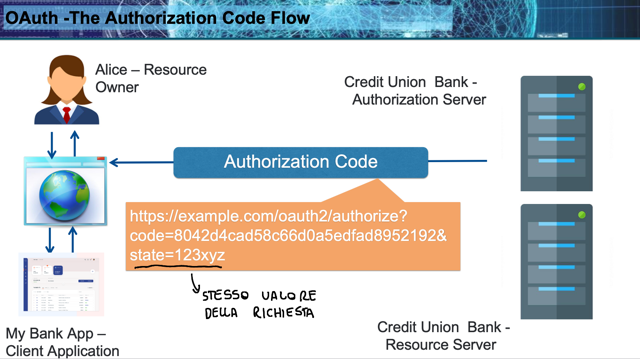 OAuth -The Authorization Code Flow
Alice – Resource
Owner
Credit Union Bank -
Authorization Server
Authorization Code
https://example.com/oauth2/authorize?
code=8042d4cad58c66d0a5edfad8952192&
state=123xyz
STESSO VALORE
DELLA RICHIESTA
My Bank App –
Client Application
Credit Union Bank -
Resource Server